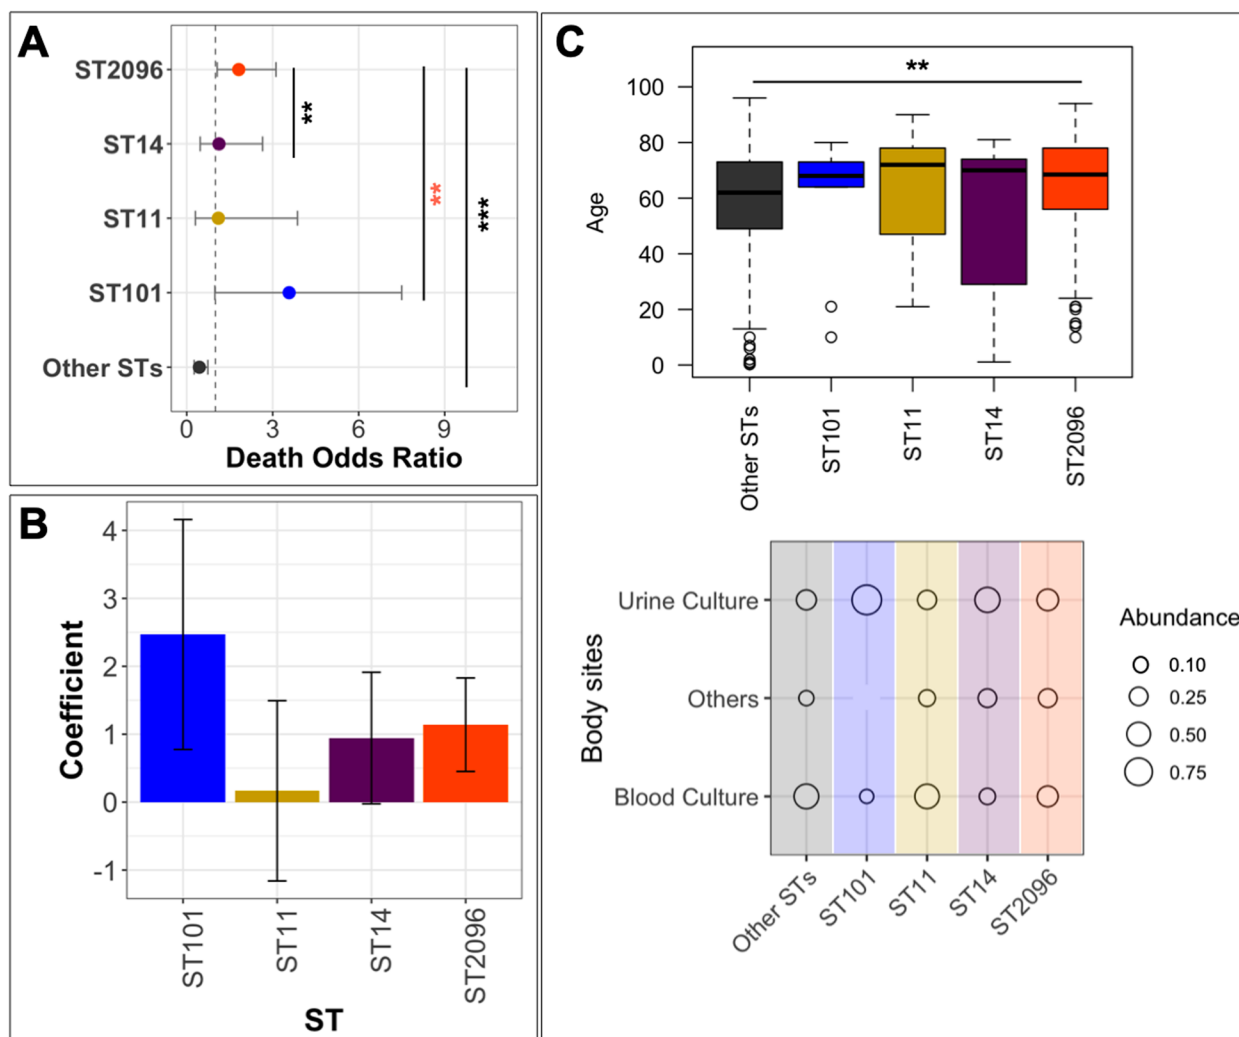 A
ST2096
ST14
ST11
ST101
Other STs
**
**
***
0 3 6 9
Death Odds Ratio
B
Coefficient
4
3
2
1
0
-1
ST101 ST11 ST14 ST2096
ST
C
**
Age
100
80
60
40
20
0
Other STs ST101 ST11 ST14 ST2096
Body sites
Urine Culture
Others
Blood Culture
Other STs ST101 ST11 ST14 ST2096
Abundance
0.10
0.25
0.50
0.75